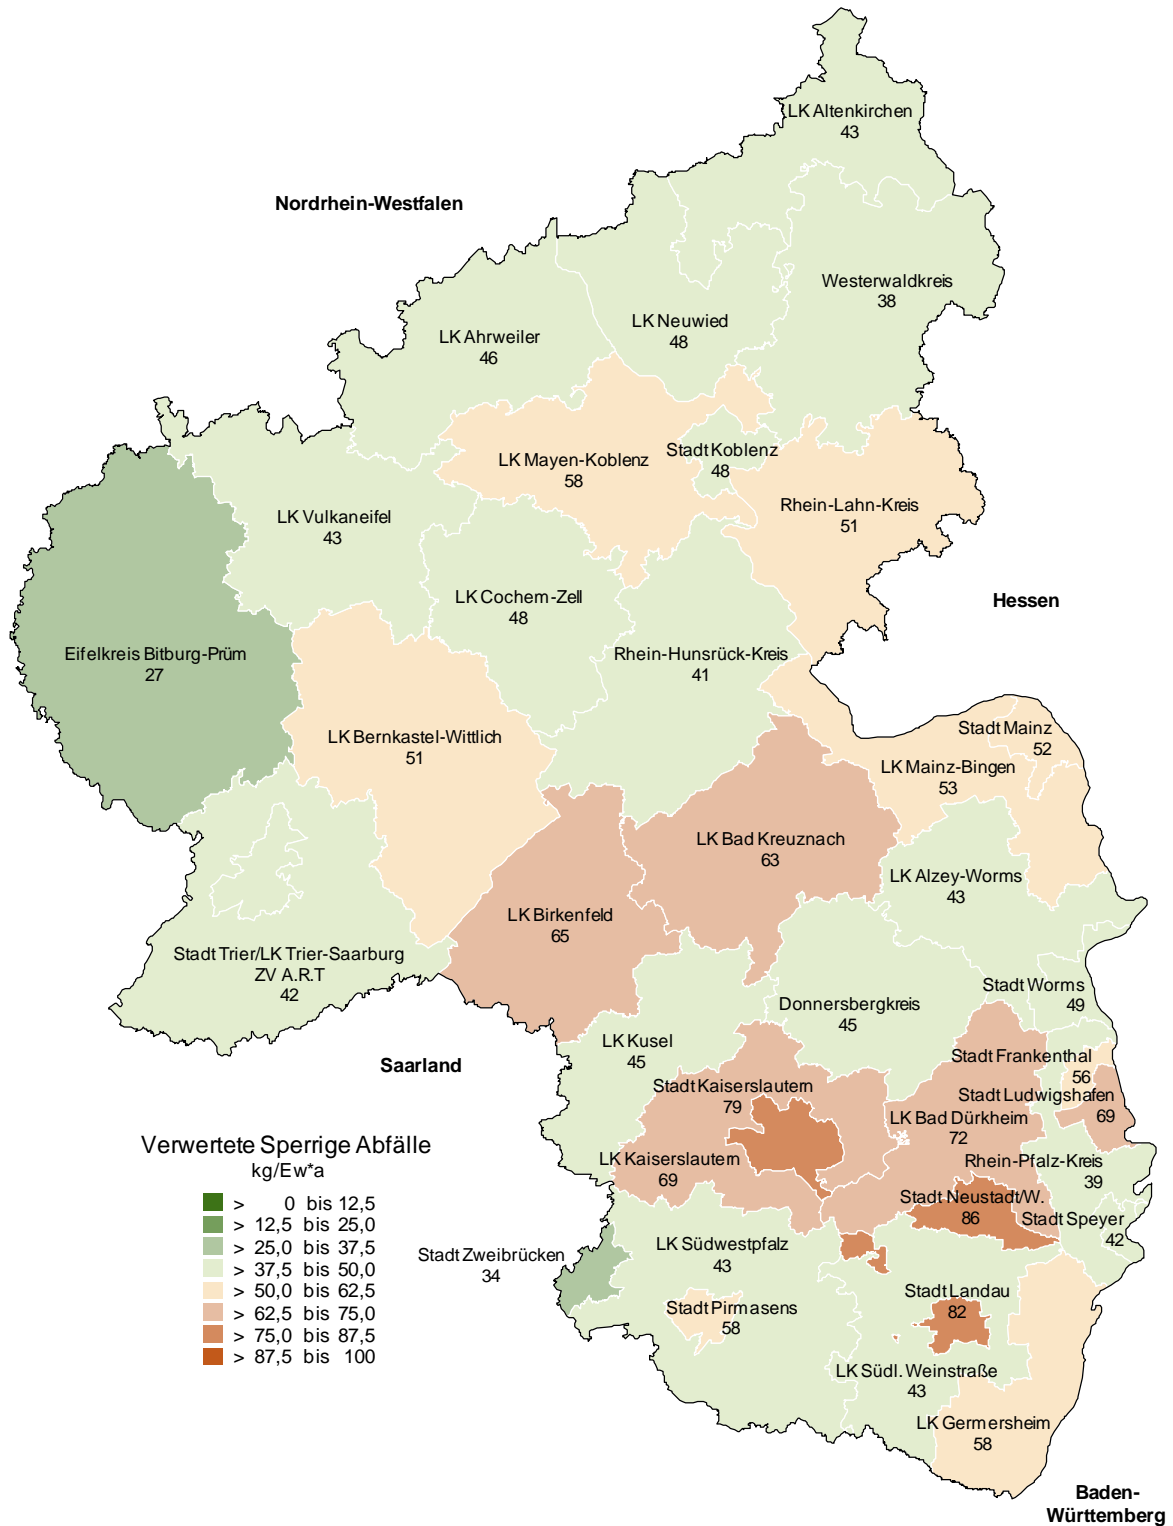 LK Altenkirchen
43
Nordrhein-Westfalen
Westerwaldkreis
38
LK Neuwied
48
LK Ahrweiler
46
Stadt Koblenz
48
LK Mayen-Koblenz
58
Rhein-Lahn-Kreis
51
LK Vulkaneifel
43
Hessen
LK Cochem-Zell
48
Eifelkreis Bitburg-Prüm
27
Rhein-Hunsrück-Kreis
41
LK Bernkastel-Wittlich
51
Stadt Mainz
52
LK Mainz-Bingen
53
LK Bad Kreuznach
63
LK Alzey-Worms
43
LK Birkenfeld
65
Stadt Trier/LK Trier-Saarburg
ZV A.R.T
42
Stadt Worms
49
Donnersbergkreis
45
LK Kusel
45
Saarland
Stadt Frankenthal
56
Stadt Kaiserslautern
79
Stadt Ludwigshafen
69
LK Bad Dürkheim
72
LK Kaiserslautern
69
Rhein-Pfalz-Kreis
39
Stadt Neustadt/W.
86
Stadt Speyer
42
LK Südwestpfalz
43
Stadt Zweibrücken
34
Stadt Landau
82
Stadt Pirmasens
58
LK Südl. Weinstraße
43
LK Germersheim
58
Baden-
Württemberg
Verwertete Sperrige Abfälle
kg/Ew*a
> 0 bis 12,5
> 12,5 bis 25,0
> 25,0 bis 37,5
> 37,5 bis 50,0
> 50,0 bis 62,5
> 62,5 bis 75,0
> 75,0 bis 87,5
> 87,5 bis 100